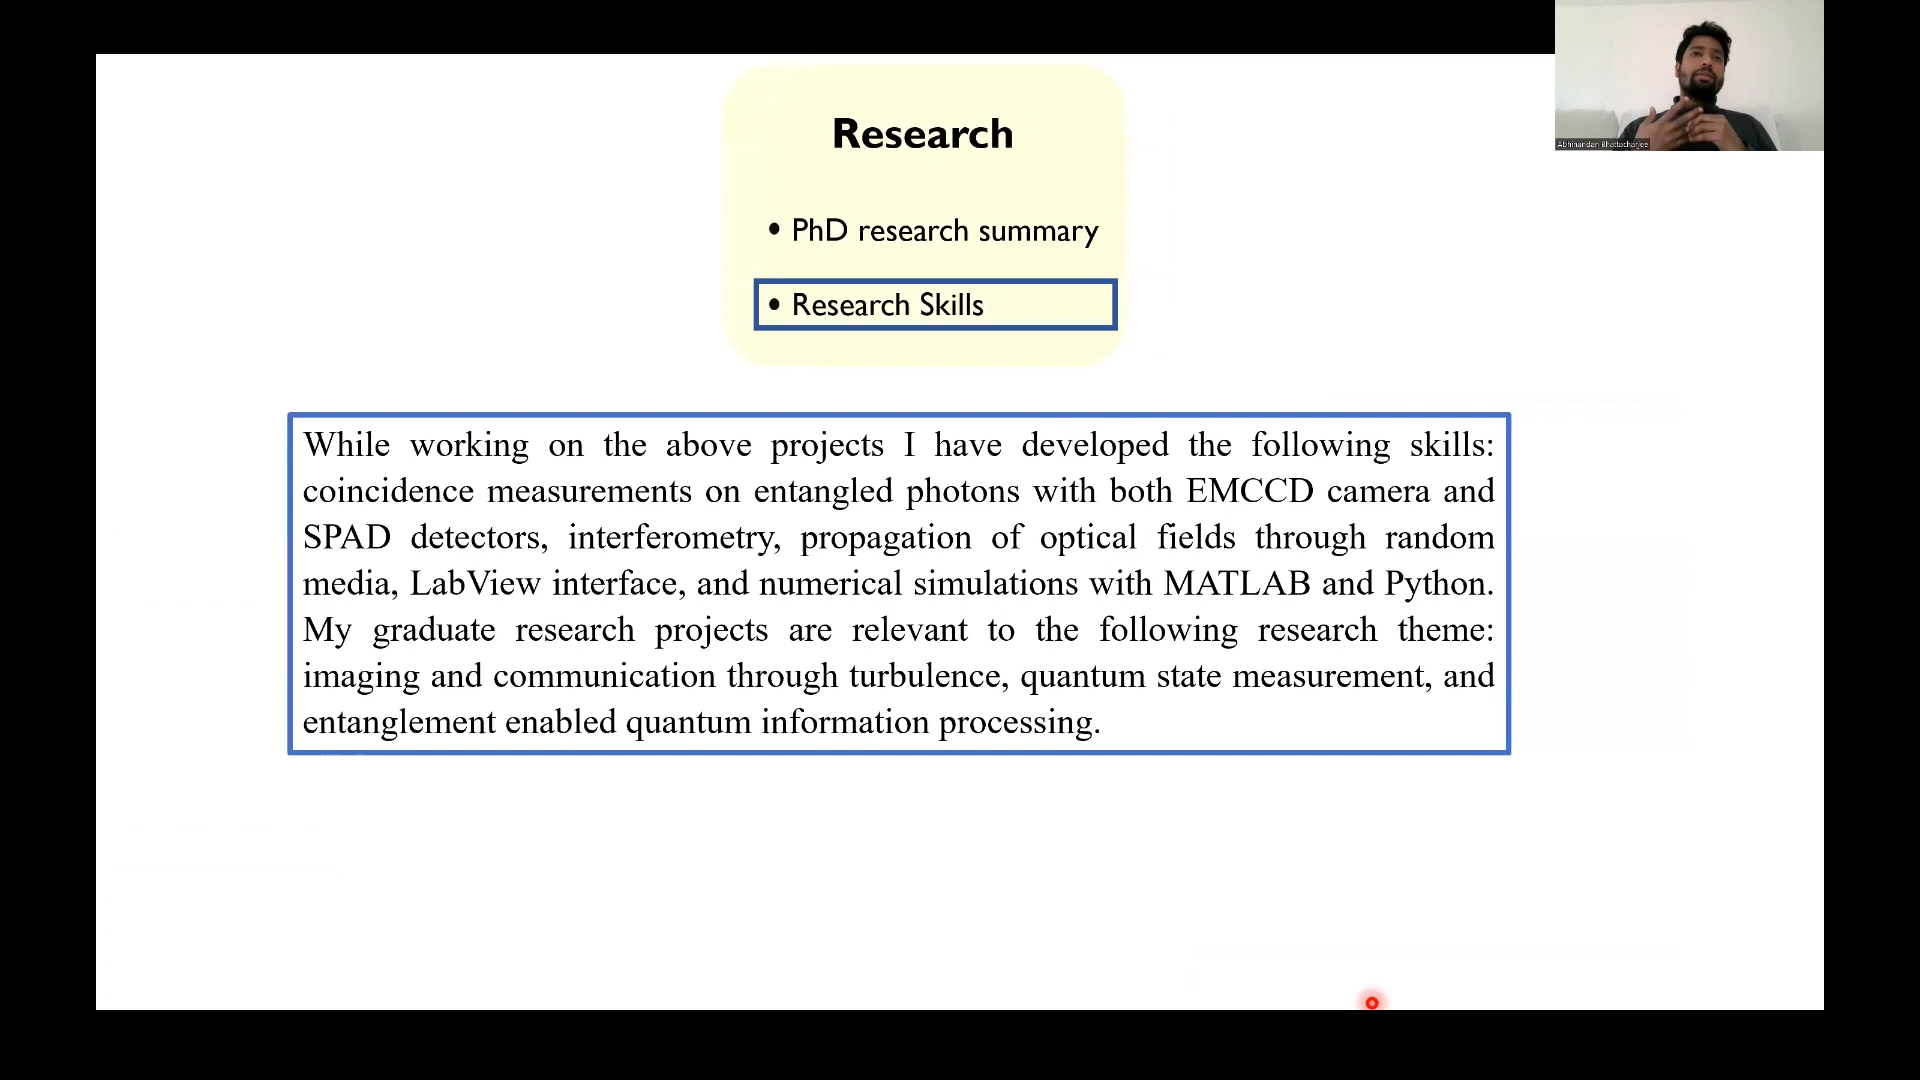 Abhinandan Bhattacharjee
Research
• PhD research summary
• Research Skills
While working on the above projects I have developed the following skills:
coincidence measurements on entangled photons with both EMCCD camera and
SPAD detectors, interferometry, propagation of optical fields through random
media, LabView interface, and numerical simulations with MATLAB and Python.
My graduate research projects are relevant to the following research theme:
imaging and communication through turbulence, quantum state measurement, and
entanglement enabled quantum information processing.